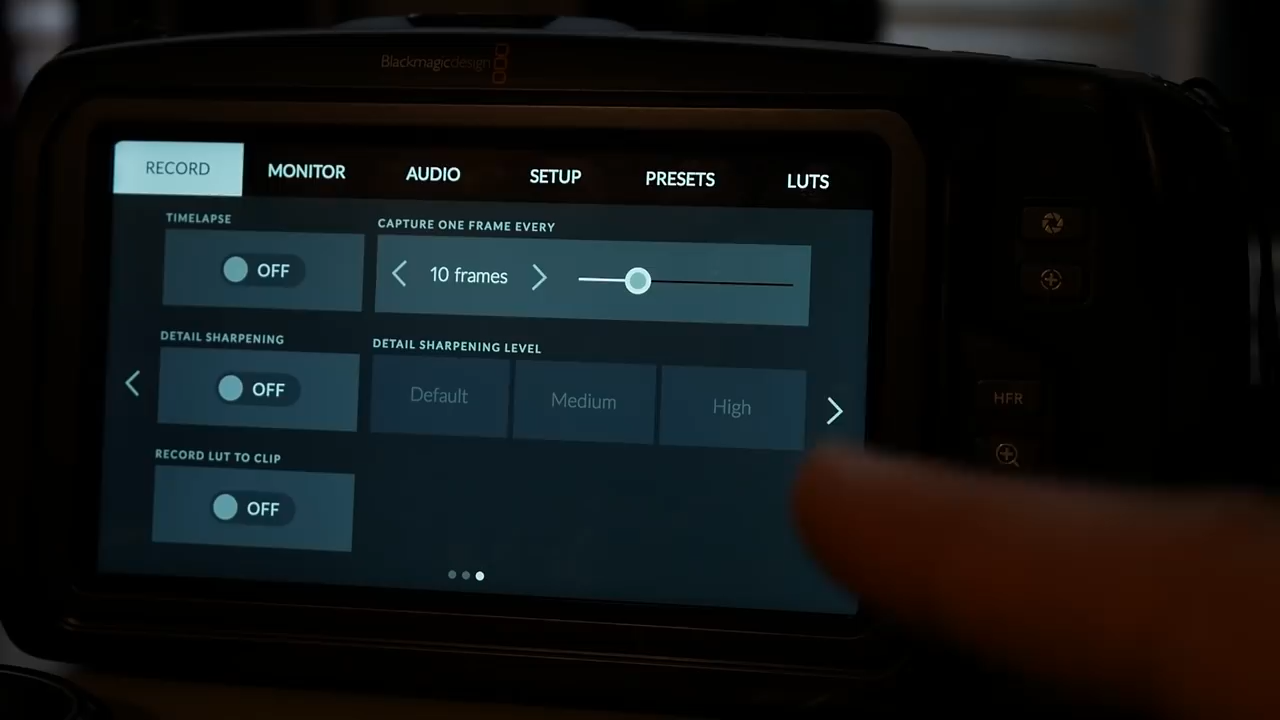 Blackmagicdesign
RECORD MONITOR AUDIO SETUP PRESETS LUTS
TIMELAPSE CAPTURE ONE FRAME EVERY
OFF 10 frames
DETAIL SHARPENING DETAIL SHARPENING LEVEL
OFF Default Medium High
HFR
RECORD LUT TO CLIP
OFF